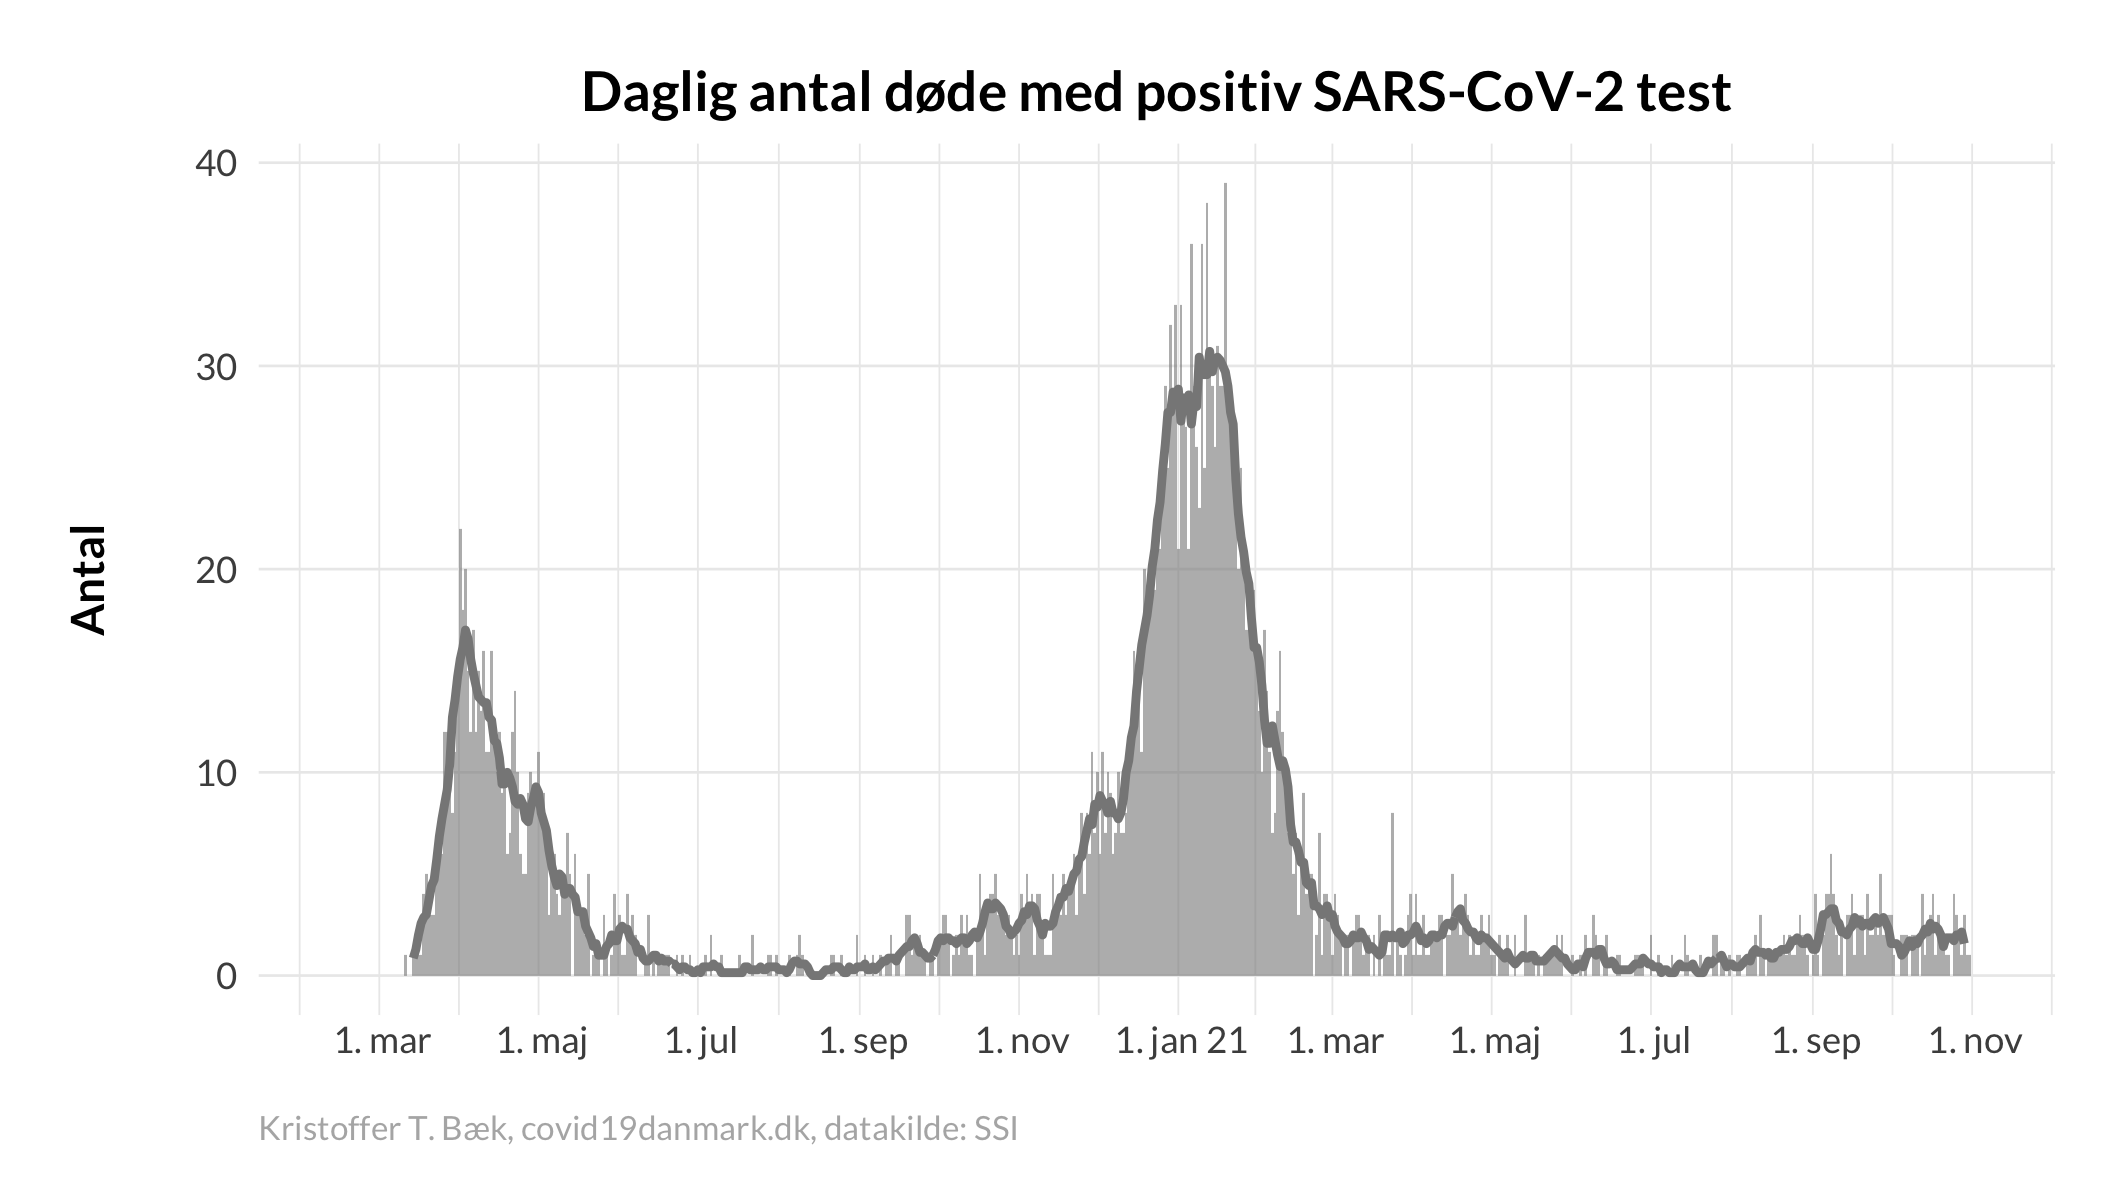 Daglig antal døde med positiv SARS-CoV-2 test
Antal
40
30
20
10
0
1. mar 1. maj 1. jul 1. sep 1. nov 1. jan 21 1. mar 1. maj 1. jul 1. sep 1. nov
Kristoffer T. Bæk, covid19danmark.dk, datakilde: SSI